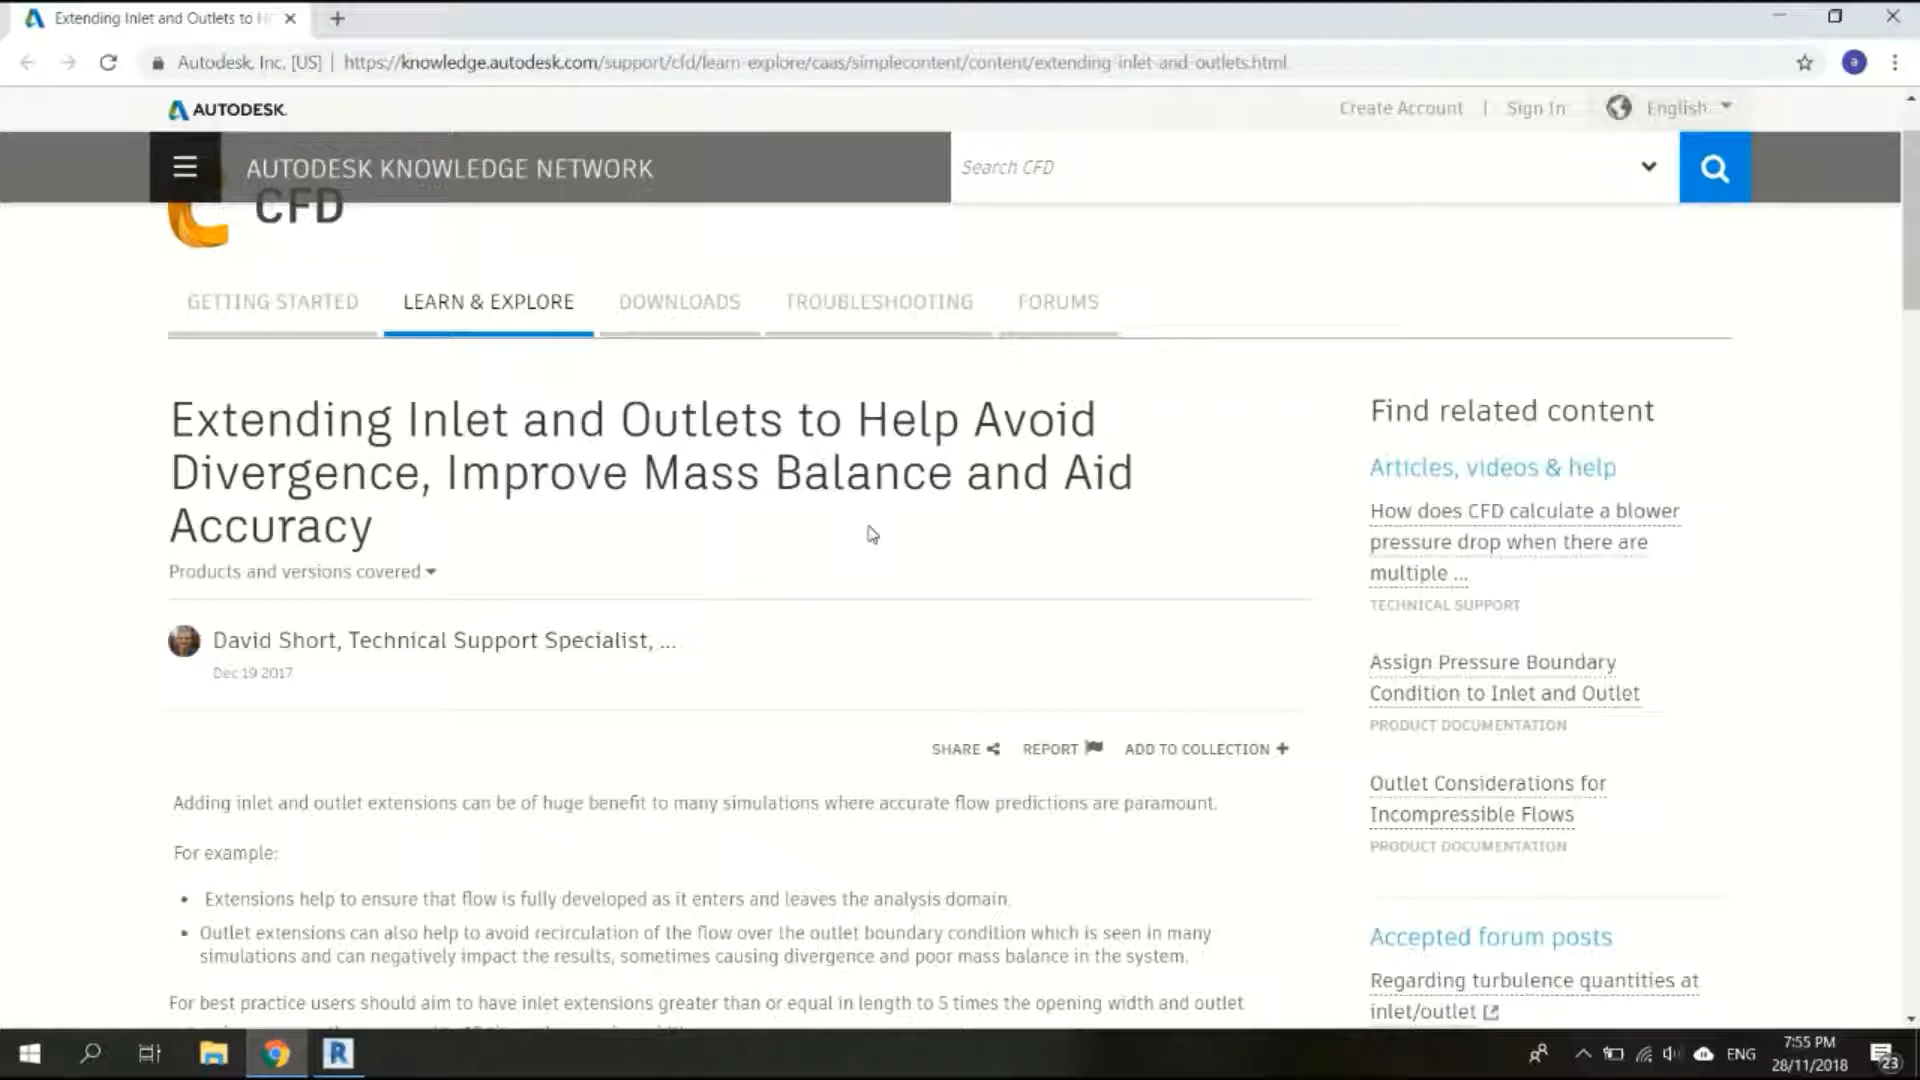 Extending Inlet and Outlets to H
Autodesk, Inc. [US] | https://knowledge.autodesk.com/support/cfd/learn-explore/caas/simplecontent/content/extending-inlet-and-outlets.html
AUTODESK.
Create Account | Sign In English
AUTODESK KNOWLEDGE NETWORK
Search CFD
CFD
GETTING STARTED LEARN & EXPLORE DOWNLOADS TROUBLESHOOTING FORUMS
Extending Inlet and Outlets to Help Avoid
Divergence, Improve Mass Balance and Aid
Accuracy
Products and versions covered
David Short, Technical Support Specialist, ...
Dec 19 2017
SHARE REPORT ADD TO COLLECTION +
Adding inlet and outlet extensions can be of huge benefit to many simulations where accurate flow predictions are paramount.
For example:
• Extensions help to ensure that flow is fully developed as it enters and leaves the analysis domain.
• Outlet extensions can also help to avoid recirculation of the flow over the outlet boundary condition which is seen in many
simulations and can negatively impact the results, sometimes causing divergence and poor mass balance in the system.
For best practice users should aim to have inlet extensions greater than or equal in length to 5 times the opening width and outlet
Find related content
Articles, videos & help
How does CFD calculate a blower
pressure drop when there are
multiple ...
TECHNICAL SUPPORT
Assign Pressure Boundary
Condition to Inlet and Outlet
PRODUCT DOCUMENTATION
Outlet Considerations for
Incompressible Flows
PRODUCT DOCUMENTATION
Accepted forum posts
Regarding turbulence quantities at
inlet/outlet
ENG
7:55 PM
28/11/2018
23